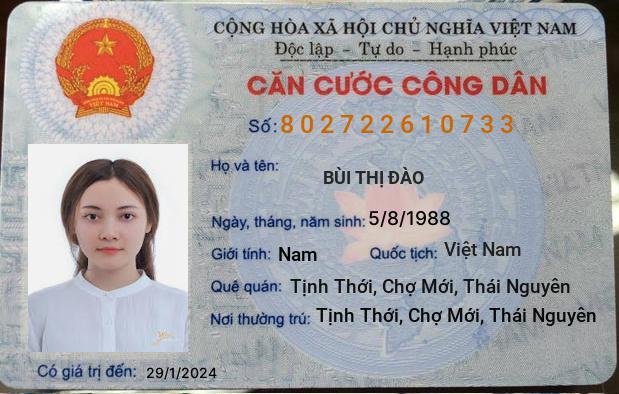 CỘNG HÒA XÃ HỘI CHỦ NGHĨA VIỆT NAM
Độc lập - Tự do - Hạnh phúc
CĂN CƯỚC CÔNG DÂN
Số: 802722610733
Họ và tên:
BÙI THỊ ĐÀO
Ngày, tháng, năm sinh: 5/8/1988
Giới tính: Nam Quốc tịch: Việt Nam
Quê quán: Tịnh Thới, Chợ Mới, Thái Nguyên
Nơi thường trú: Tịnh Thới, Chợ Mới, Thái Nguyên
Có giá trị đến: 29/1/2024
VIỆT NAM